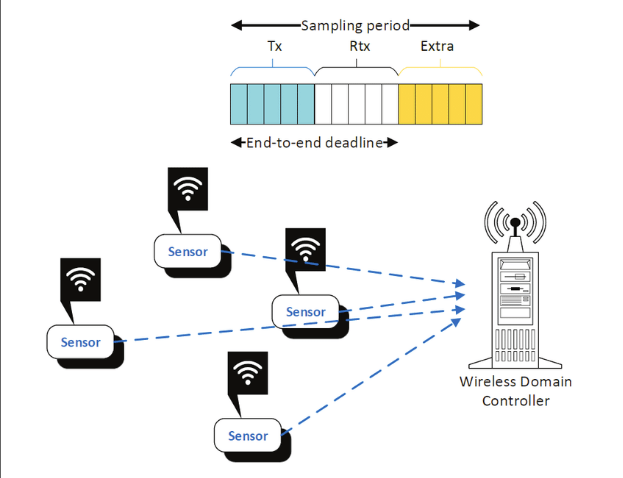 Sampling period
Tx Rtx Extra
End-to-end deadline
Sensor
Sensor
Sensor
Sensor
Wireless Domain
Controller